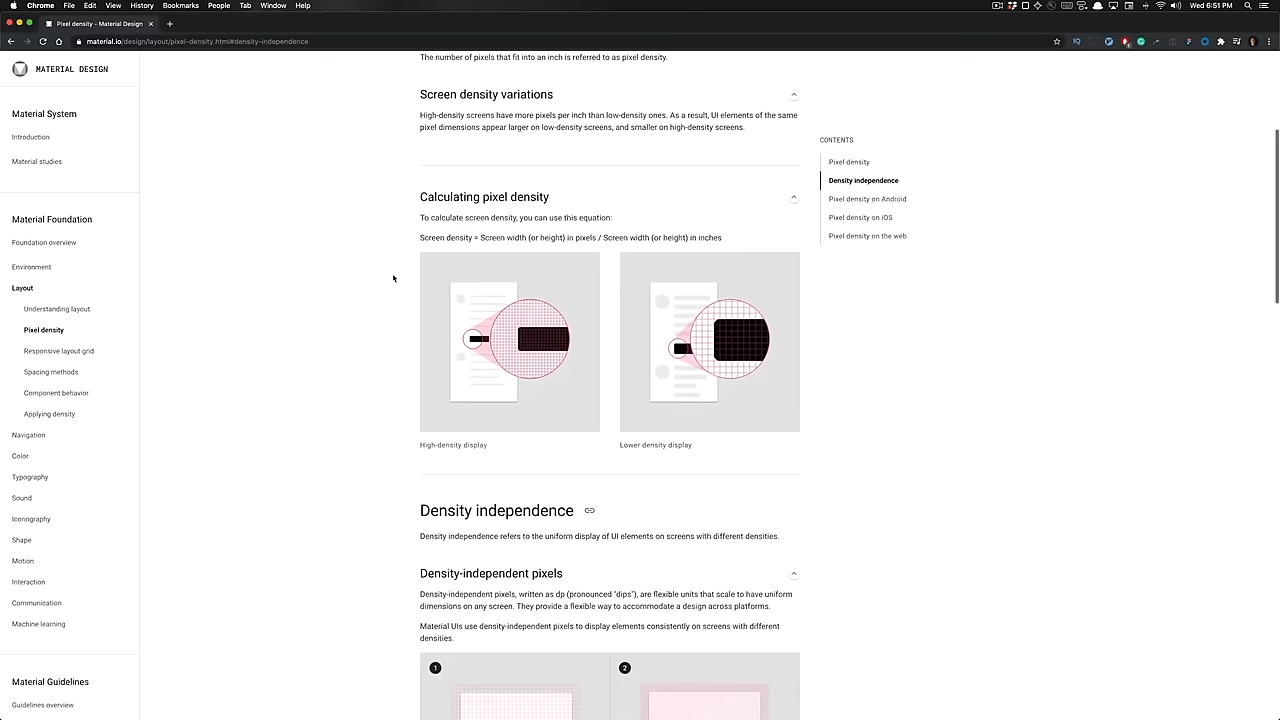 Chrome File Edit View History Bookmarks People Tab Window Help
Wed 6:51 PM
Pixel density – Material Design
material.io/design/layout/pixel-density.html#density-independence
MATERIAL DESIGN
Material System
Introduction
Material studies
Material Foundation
Foundation overview
Environment
Layout
Understanding layout
Pixel density
Responsive layout grid
Spacing methods
Component behavior
Applying density
Navigation
Color
Typography
Sound
Iconography
Shape
Motion
Interaction
Communication
Machine learning
Material Guidelines
Guidelines overview
The number of pixels that fit into an inch is referred to as pixel density.
Screen density variations
High-density screens have more pixels per inch than low-density ones. As a result, UI elements of the same
pixel dimensions appear larger on low-density screens, and smaller on high-density screens.
Calculating pixel density
To calculate screen density, you can use this equation:
Screen density = Screen width (or height) in pixels / Screen width (or height) in inches
High-density display
Lower density display
Density independence
Density independence refers to the uniform display of UI elements on screens with different densities.
Density-independent pixels
Density-independent pixels, written as dp (pronounced "dips"), are flexible units that scale to have uniform
dimensions on any screen. They provide a flexible way to accommodate a design across platforms.
Material UIs use density-independent pixels to display elements consistently on screens with different
densities.
1
2
CONTENTS
Pixel density
Density independence
Pixel density on Android
Pixel density on iOS
Pixel density on the web